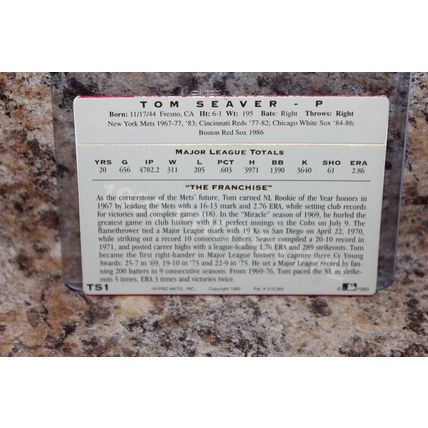 TOM SEAVER - P
Born: 11/17/44 Fresno, CA Ht: 6-1 Wt: 195 Bats: Right Throws: Right
New York Mets 1967-77, '83; Cincinnati Reds '77-82; Chicago White Sox '84-86;
Boston Red Sox 1986
MAJOR LEAGUE TOTALS
YRS G IP W L PCT H BB K SHO ERA
20 656 4782.2 311 205 .603 3971 1390 3640 61 2.86
"THE FRANCHISE"
As the cornerstone of the Mets' future, Tom earned NL Rookie of the Year honors in
1967 by leading the Mets with a 16-13 mark and 2.76 ERA, while setting club records
for victories and complete games (18). In the "Miracle" season of 1969, he hurled the
greatest game in club history with 8.1 perfect innings vs the Cubs on July 9. The
flamethrower tied a Major League mark with 19 Ks vs San Diego on April 22, 1970,
while striking out a record 10 consecutive hitters. Seaver compiled a 20-10 record in
1971, and posted career-highs with a league-leading 1.76 ERA and 289 strikeouts. Tom
became the first right-hander in Major League history to capture three Cy Young
Awards: 25-7 in '69, 19-10 in '73 and 22-9 in '75. He set a Major League record by fan-
ning 200 batters in 9 consecutive seasons. From 1969-76, Tom paced the NL in strike-
outs 5 times, ERA 3 times and victories twice.
TS1
HI-PRO MKTG., INC. Copyright 1993